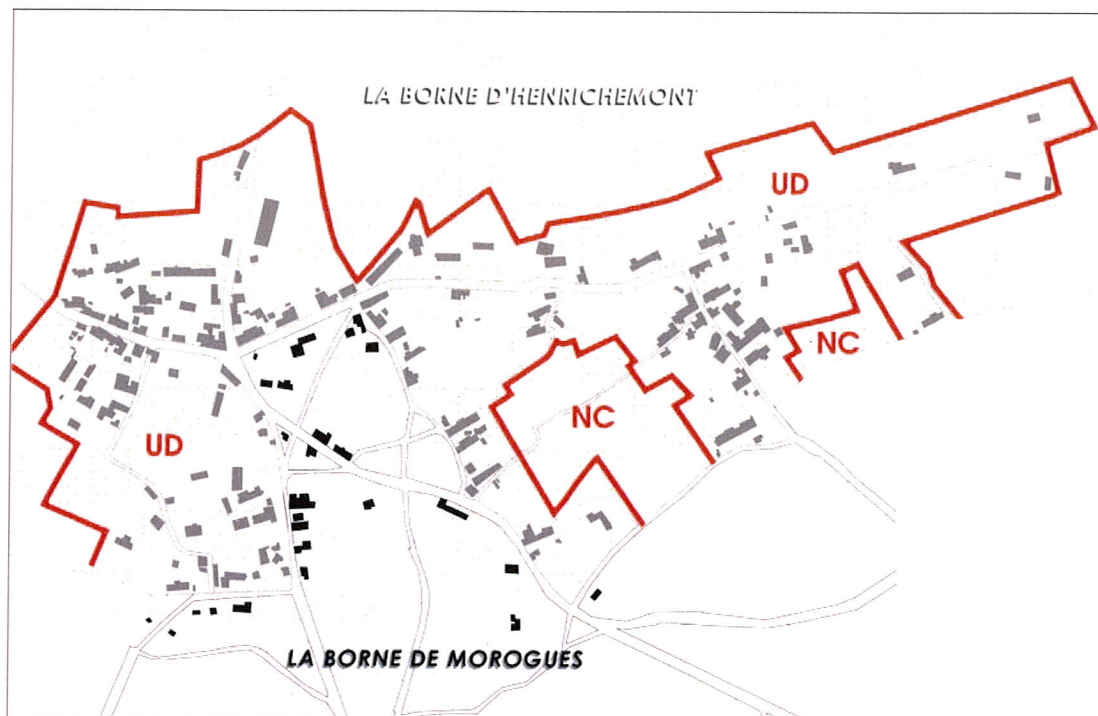 LA BORNE D'HENRICHEMONT
UD
NC
NC
UD
LA BORNE DE MOROGUES